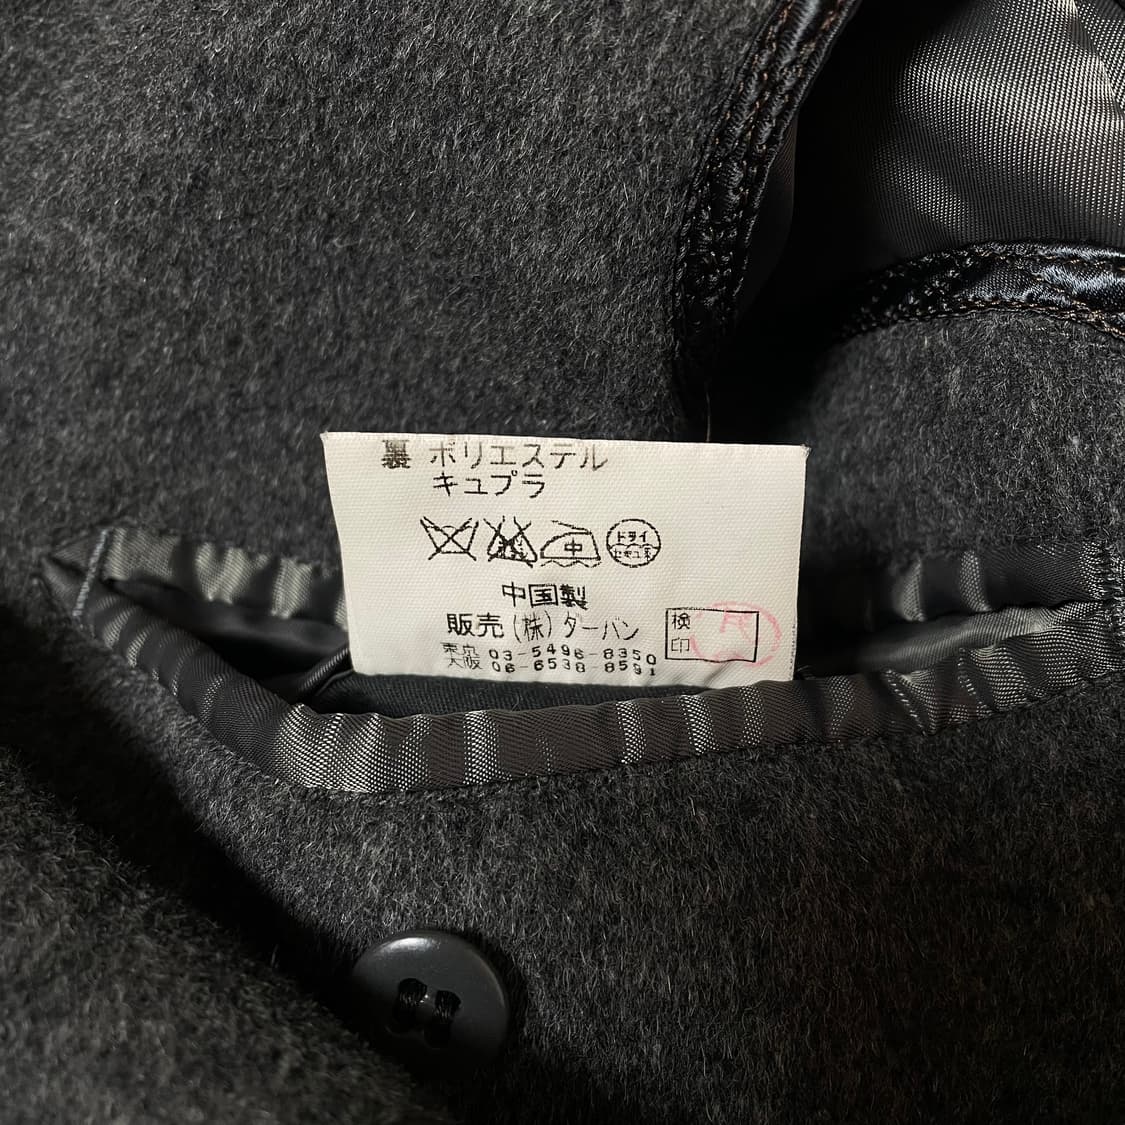 裏 ポリエステル
キュプラ
中
ドライ
セキユ系
中国製
販売 (株) ターバン
東京 03-5496-8350
大阪 06-6538-8591
検
印